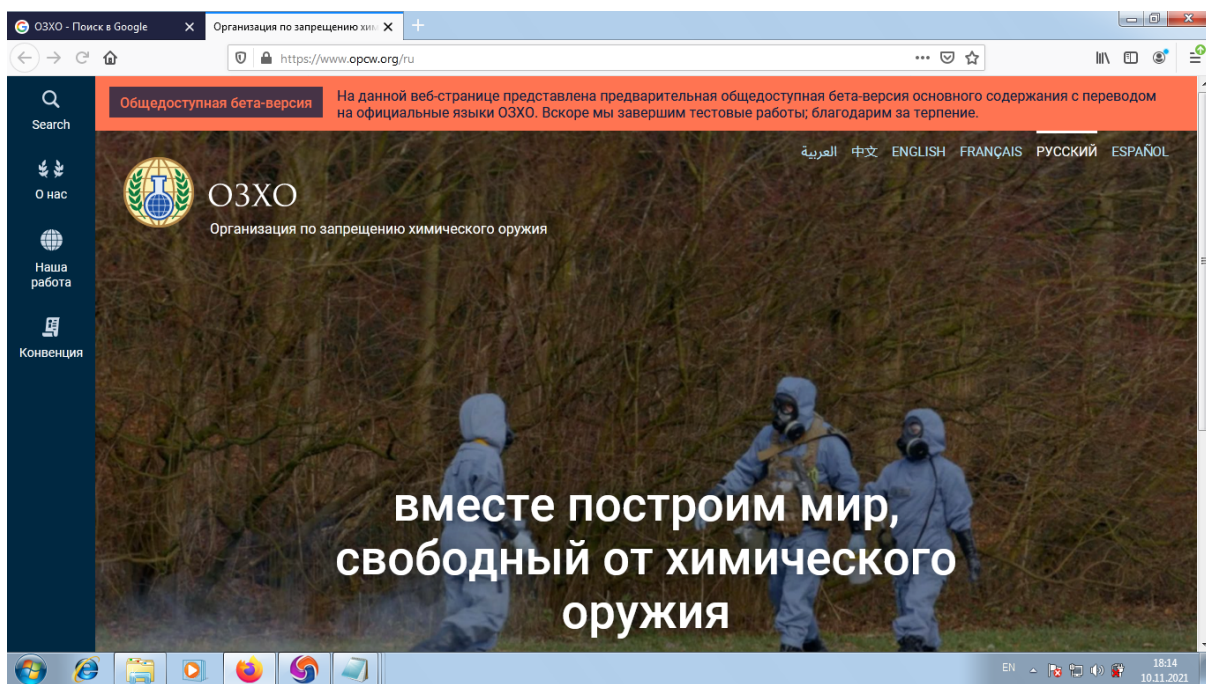 ОЗХО - Поиск в Google
Организация по запрещению хим
https://www.opcw.org/ru
Search
О нас
Наша
работа
Конвенция
Общедоступная бета-версия
На данной веб-странице представлена предварительная общедоступная бета-версия основного содержания с переводом
на официальные языки ОЗХО. Вскоре мы завершим тестовые работы; благодарим за терпение.
العربية 中文 ENGLISH FRANÇAIS РУССКИЙ ESPAÑOL
ОЗХО
Организация по запрещению химического оружия
вместе построим мир,
свободный от химического
оружия
EN
18:14
10.11.2021